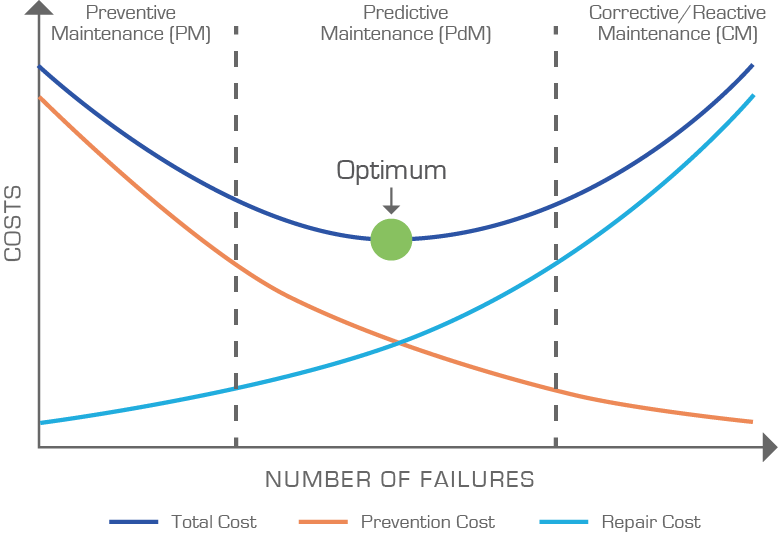 Preventive
Maintenance (PM)
Predictive
Maintenance (PdM)
Corrective/Reactive
Maintenance (CM)
Optimum
COSTS
NUMBER OF FAILURES
Total Cost
Prevention Cost
Repair Cost